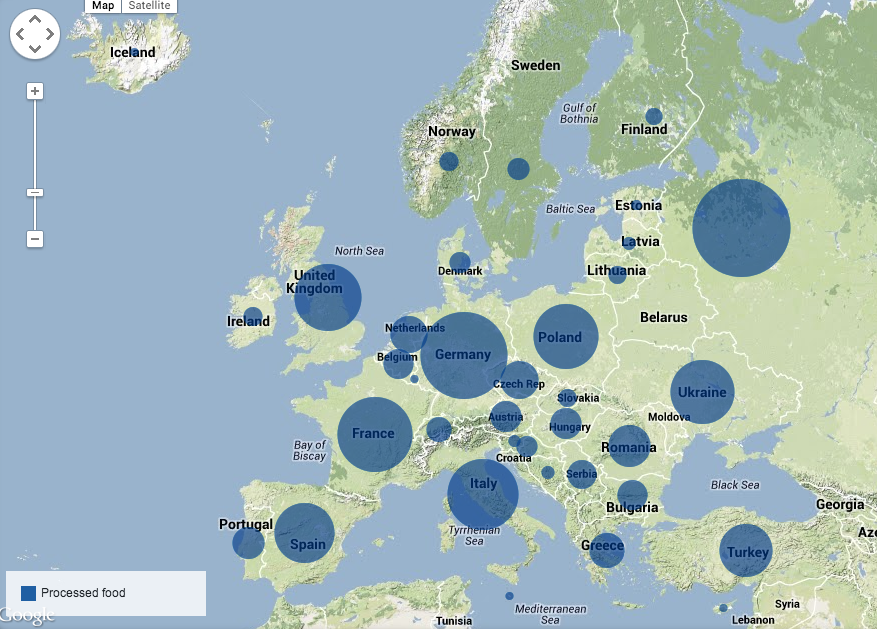 Map
Satellite
Iceland
Sweden
Gulf of
Bothnia
Norway
Finland
Estonia
Baltic Sea
Latvia
North Sea
Denmark
Lithuania
United
Kingdom
Ireland
Netherlands
Belarus
Belgium
Germany
Poland
Czech Rep
Ukraine
Slovakia
Austria
Moldova
Hungary
France
Bay of
Biscay
Croatia
Romania
Serbia
Italy
Black Sea
Bulgaria
Georgia
Portugal
Tyrrhenian
Sea
Spain
Greece
Turkey
Aze
Processed food
Google
Mediterranean
Sea
Syria
Tunisia
Lebanon